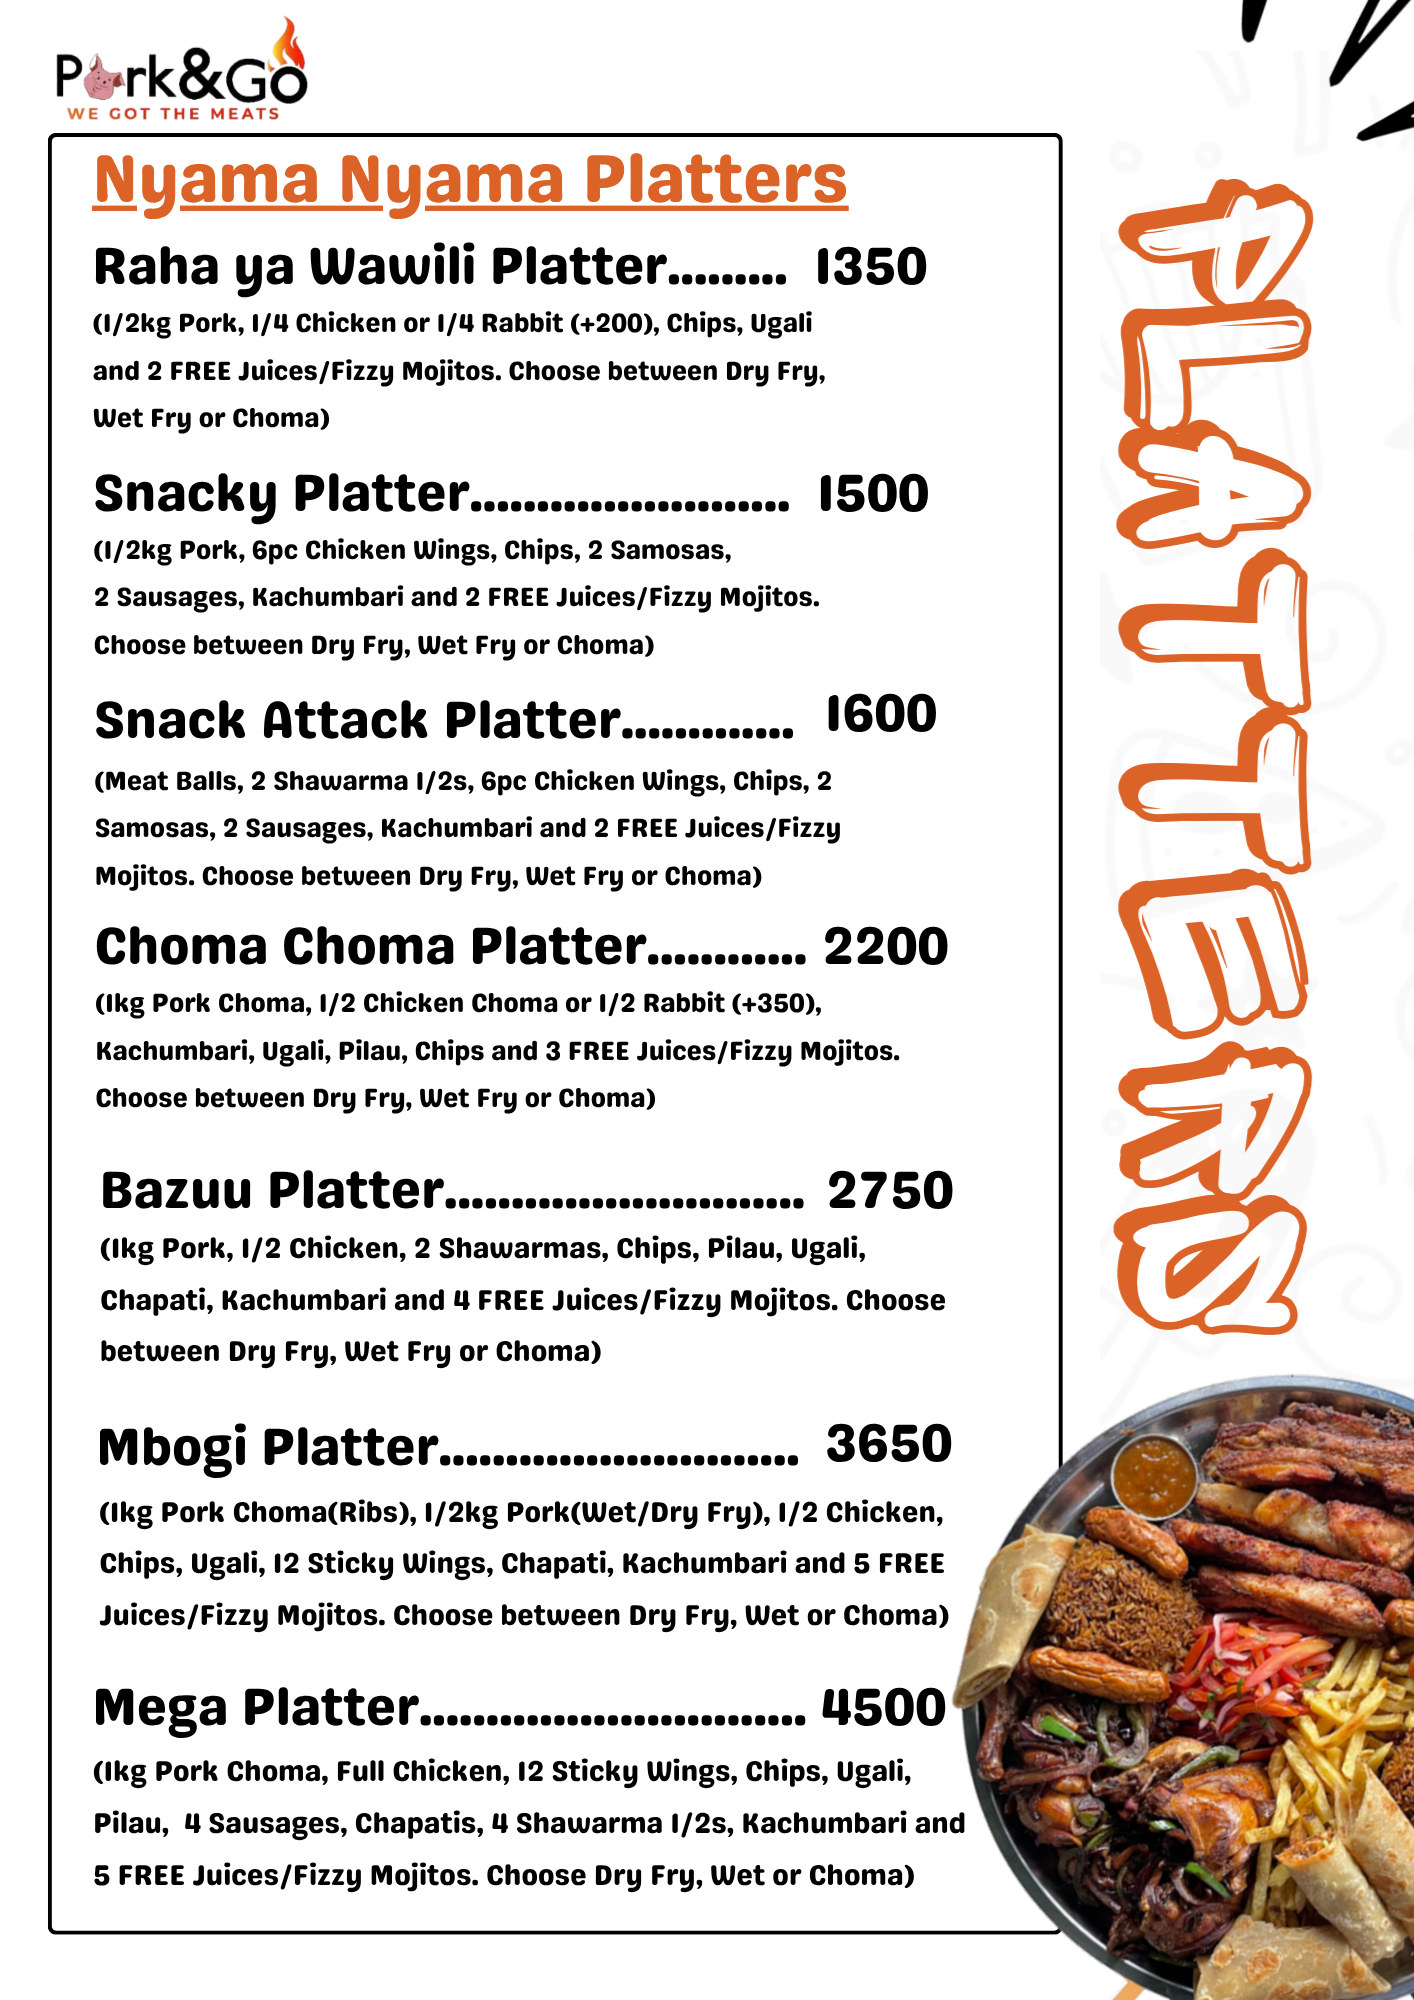 Pork&Go
WE GOT THE MEATS
Nyama Nyama Platters
Raha ya Wawili Platter......... 1350
(1/2kg Pork, 1/4 Chicken or 1/4 Rabbit (+200), Chips, Ugali
and 2 FREE Juices/Fizzy Mojitos. Choose between Dry Fry,
Wet Fry or Choma)
Snacky Platter........................ 1500
(1/2kg Pork, 6pc Chicken Wings, Chips, 2 Samosas,
2 Sausages, Kachumbari and 2 FREE Juices/Fizzy Mojitos.
Choose between Dry Fry, Wet Fry or Choma)
Snack Attack Platter............. 1600
(Meat Balls, 2 Shawarma 1/2s, 6pc Chicken Wings, Chips, 2
Samosas, 2 Sausages, Kachumbari and 2 FREE Juices/Fizzy
Mojitos. Choose between Dry Fry, Wet Fry or Choma)
Choma Choma Platter............ 2200
(1kg Pork Choma, 1/2 Chicken Choma or 1/2 Rabbit (+350),
Kachumbari, Ugali, Pilau, Chips and 3 FREE Juices/Fizzy Mojitos.
Choose between Dry Fry, Wet Fry or Choma)
Bazuu Platter........................... 2750
(1kg Pork, 1/2 Chicken, 2 Shawarmas, Chips, Pilau, Ugali,
Chapati, Kachumbari and 4 FREE Juices/Fizzy Mojitos. Choose
between Dry Fry, Wet Fry or Choma)
Mbogi Platter........................... 3650
(1kg Pork Choma(Ribs), 1/2kg Pork(Wet/Dry Fry), 1/2 Chicken,
Chips, Ugali, 12 Sticky Wings, Chapati, Kachumbari and 5 FREE
Juices/Fizzy Mojitos. Choose between Dry Fry, Wet or Choma)
Mega Platter............................. 4500
(1kg Pork Choma, Full Chicken, 12 Sticky Wings, Chips, Ugali,
Pilau, 4 Sausages, Chapatis, 4 Shawarma 1/2s, Kachumbari and
5 FREE Juices/Fizzy Mojitos. Choose Dry Fry, Wet or Choma)
PLATTERS